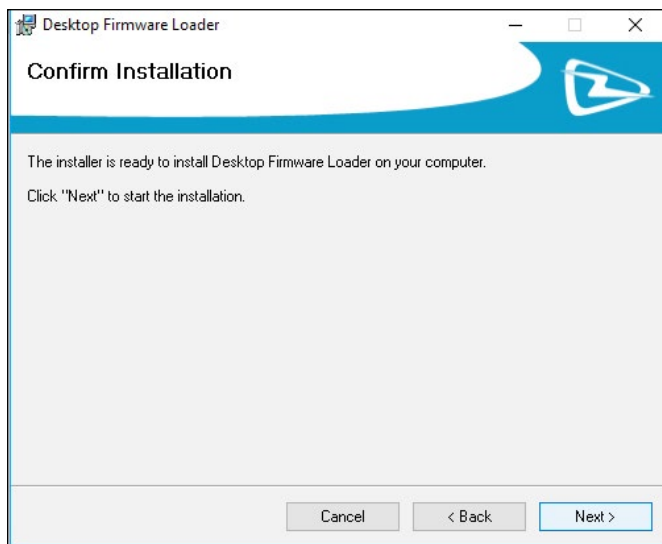 Desktop Firmware Loader
Confirm Installation
The installer is ready to install Desktop Firmware Loader on your computer.
Click "Next" to start the installation.
Cancel
< Back
Next >